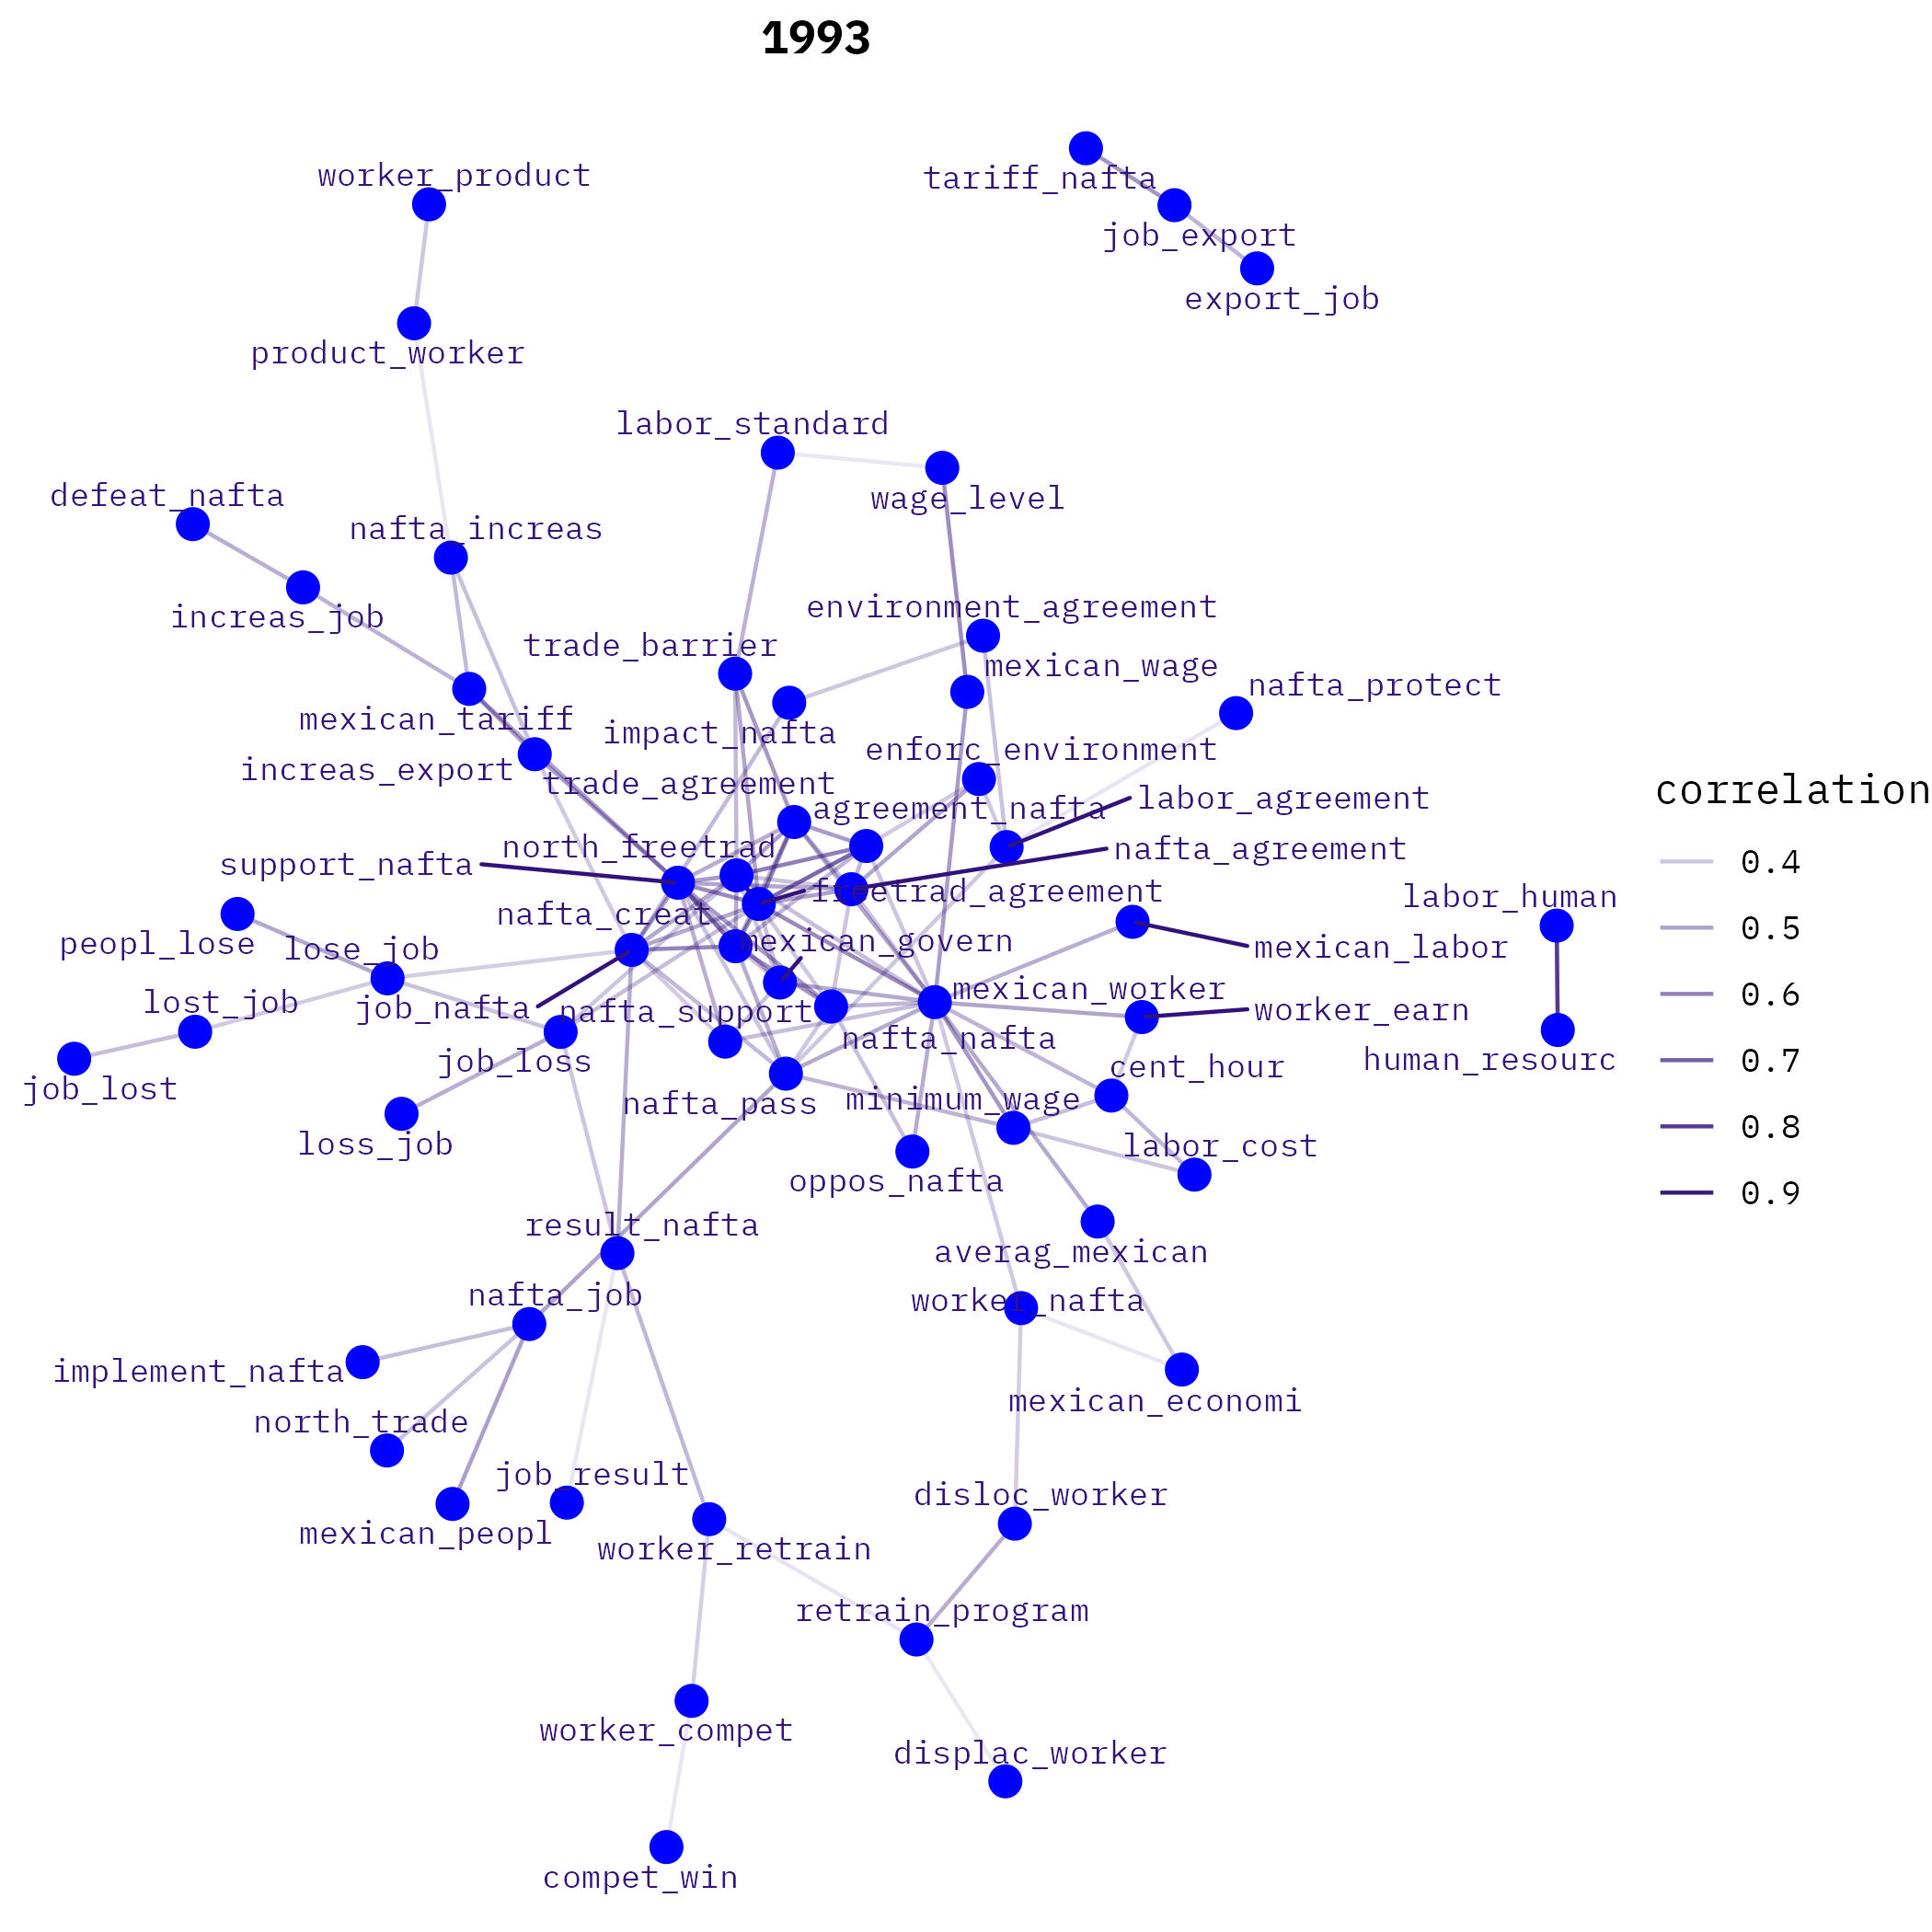 1993
worker_product
tariff_nafta
job_export
export_job
product_worker
labor_standard
wage_level
defeat_nafta
nafta_increas
increas_job
environment_agreement
trade_barrier
mexican_wage
nafta_protect
mexican_tariff
impact_nafta
enforc_environment
increas_export
trade_agreement
agreement_nafta
labor_agreement
north_freetrad
nafta_agreement
support_nafta
freetrad_agreement
nafta_creat
labor_human
peopl_lose
lose_job
mexican_govern
mexican_labor
lost_job
job_nafta
nafta_support
mexican_worker
worker_earn
job_loss
nafta_nafta
human_resourc
cent_hour
job_lost
nafta_pass
minimum_wage
loss_job
labor_cost
oppos_nafta
result_nafta
averag_mexican
nafta_job
worker_nafta
implement_nafta
mexican_economi
north_trade
job_result
disloc_worker
mexican_peopl
worker_retrain
retrain_program
worker_compet
displac_worker
compet_win
correlation
0.4
0.5
0.6
0.7
0.8
0.9